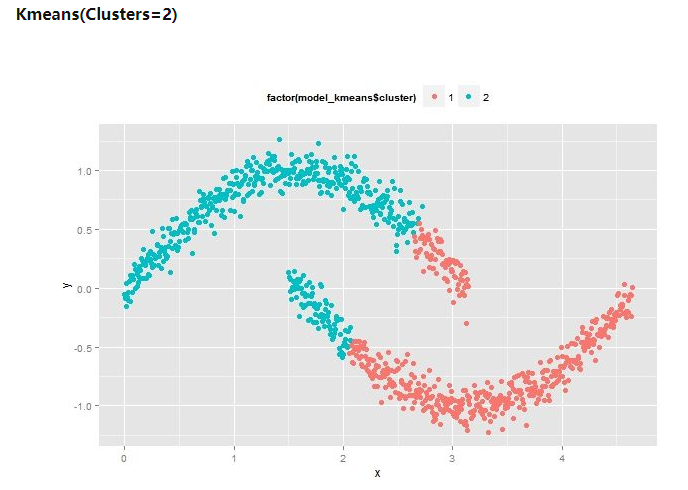 Kmeans(Clusters=2)
factor(model_kmeans$cluster) 1 2
1.0
0.5
0.0
-0.5
-1.0
y
0 1 2 3 4
x